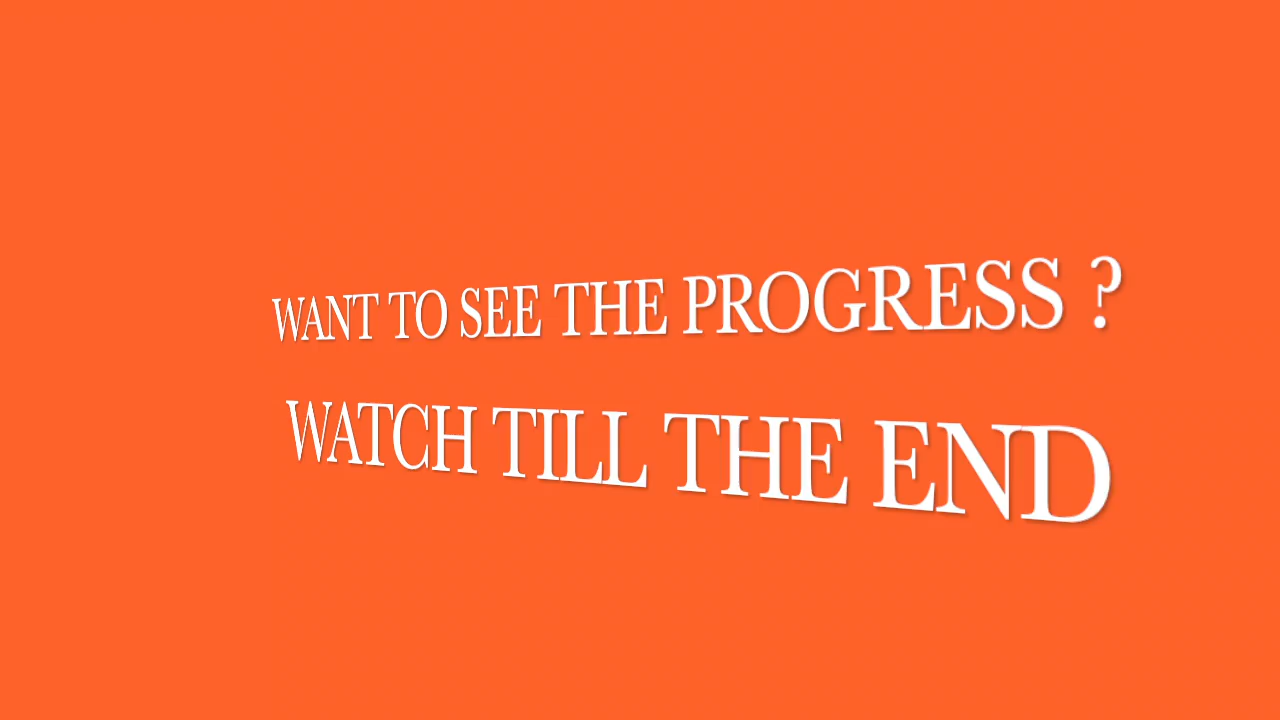 WANT TO SEE THE PROGRESS ?
WATCH TILL THE END